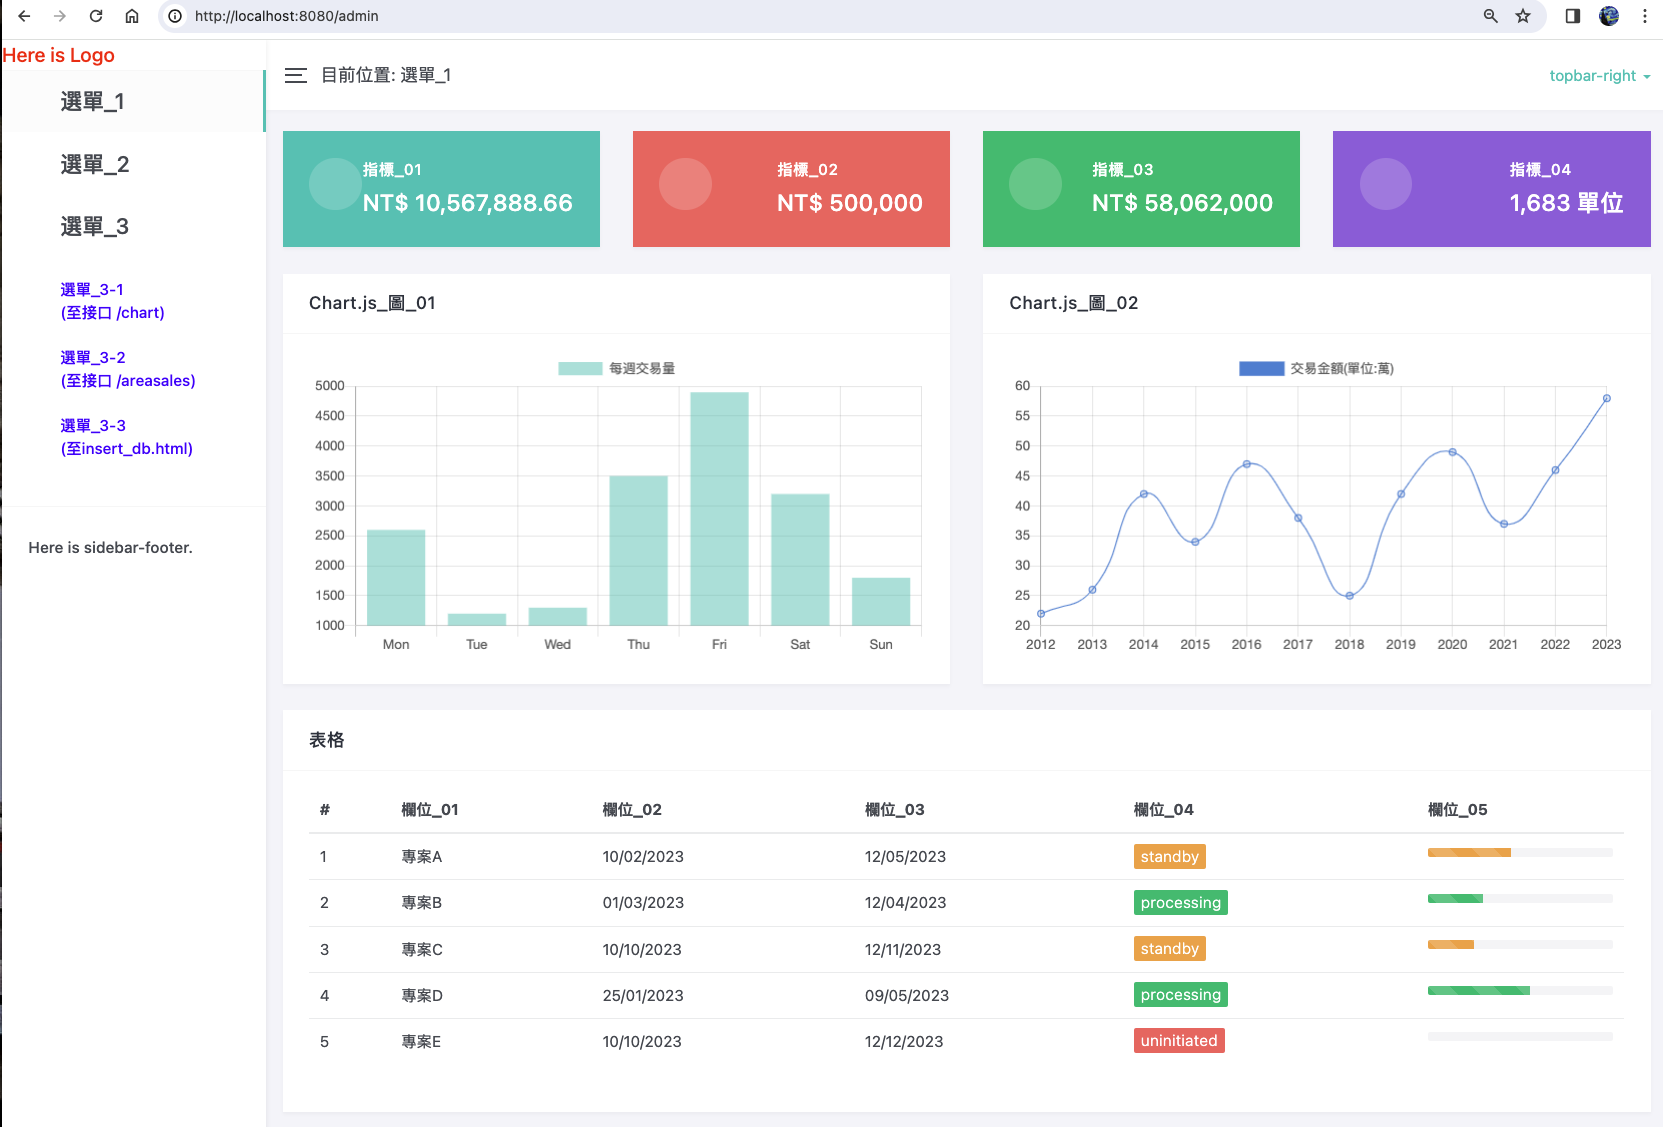 http://localhost:8080/admin
Here is Logo
選單_1
選單_2
選單_3
選單_3-1
(至接口 /chart)
選單_3-2
(至接口 /areasales)
選單_3-3
(至insert_db.html)
Here is sidebar-footer.
目前位置: 選單_1
topbar-right
指標_01
NT$ 10,567,888.66
指標_02
NT$ 500,000
指標_03
NT$ 58,062,000
指標_04
1,683 單位
Chart.js_圖_01
每週交易量
5000
4500
4000
3500
3000
2500
2000
1500
1000
Mon Tue Wed Thu Fri Sat Sun
Chart.js_圖_02
交易金額(單位:萬)
60
55
50
45
40
35
30
25
20
2012 2013 2014 2015 2016 2017 2018 2019 2020 2021 2022 2023
表格
# 欄位_01 欄位_02 欄位_03 欄位_04 欄位_05
1 專案A 10/02/2023 12/05/2023 standby
2 專案B 01/03/2023 12/04/2023 processing
3 專案C 10/10/2023 12/11/2023 standby
4 專案D 25/01/2023 09/05/2023 processing
5 專案E 10/10/2023 12/12/2023 uninitiated